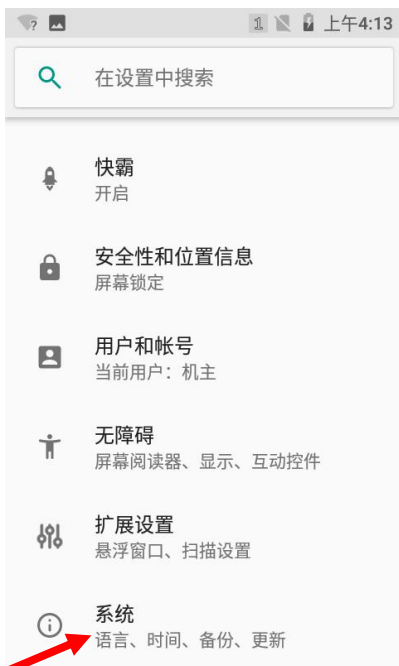 ? 1 上午4:13
在设置中搜索
快霸
开启
安全性和位置信息
屏幕锁定
用户和帐号
当前用户：机主
无障碍
屏幕阅读器、显示、互动控件
扩展设置
悬浮窗口、扫描设置
系统
语言、时间、备份、更新